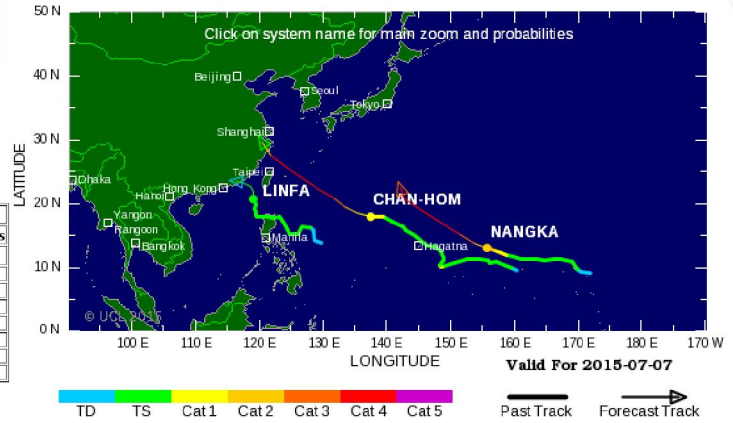 50 N
Click on system name for main zoom and probabilities
40 N
Beijing
Seoul
Tokyo
30 N
Shanghai
LATITUDE
Taipei
Dhaka
Hong Kong
Hanoi
LINFA
CHAN-HOM
20 N
Yangon
Rangoon
Bangkok
Manila
Hagatna
NANGKA
10 N
© UCL 2015
0 N
100 E 110 E 120 E 130 E 140 E 150 E 160 E 170 E 180 E 170 W
LONGITUDE
Valid For 2015-07-07
TD TS Cat 1 Cat 2 Cat 3 Cat 4 Cat 5 Past Track Forecast Track